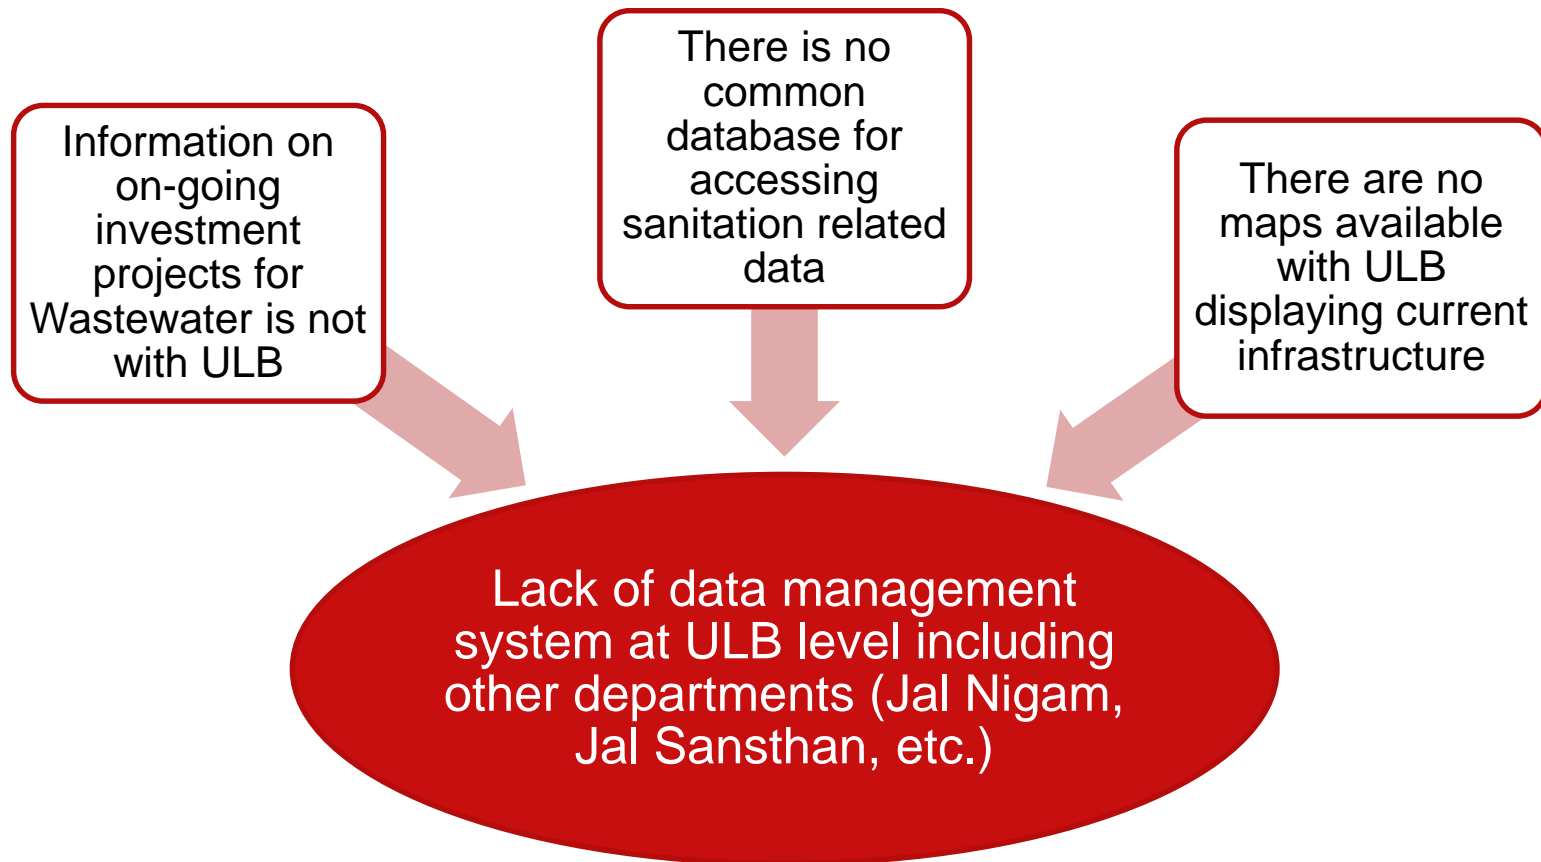 Information on
on-going
investment
projects for
Wastewater is not
with ULB
There is no
common
database for
accessing
sanitation related
data
There are no
maps available
with ULB
displaying current
infrastructure
Lack of data management
system at ULB level including
other departments (Jal Nigam,
Jal Sansthan, etc.)